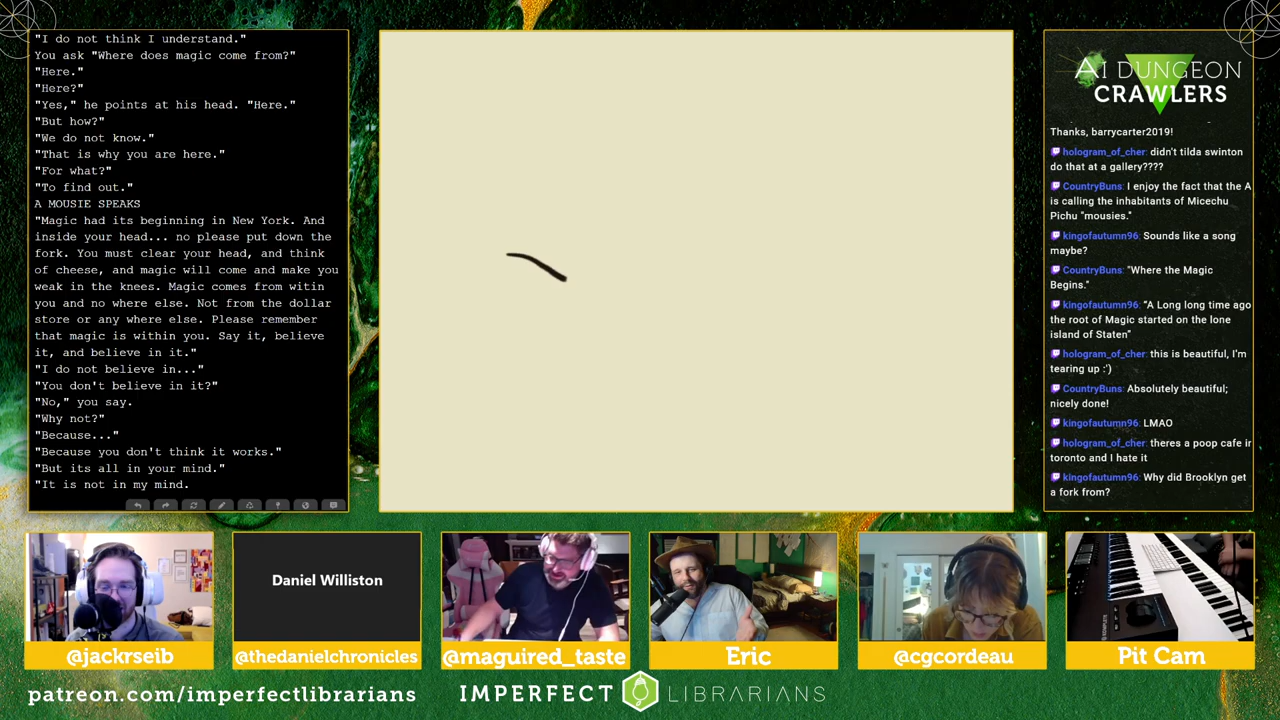 "I do not think I understand."
You ask "Where does magic come from?"
"Here."
"Here?"
"Yes," he points at his head. "Here."
"But how?"
"We do not know."
"That is why you are here."
"For what?"
"To find out."
A MOUSIE SPEAKS
"Magic had its beginning in New York. And
inside your head... no please put down the
fork. You must clear your head, and think
of cheese, and magic will come and make you
weak in the knees. Magic comes from witin
you and no where else. Not from the dollar
store or any where else. Please remember
that magic is within you. Say it, believe
it, and believe in it."
"I do not believe in..."
"You don't believe in it?"
"No," you say.
"Why not?"
"Because..."
"Because you don't think it works."
"But its all in your mind."
"It is not in my mind.
AI DUNGEON
CRAWLERS
Thanks, barrycarter2019!
hologram_of_cher: didn't tilda swinton
do that at a gallery????
CountryBuns: I enjoy the fact that the A
is calling the inhabitants of Micechu
Pichu "mousies."
kingofautumn96: Sounds like a song
maybe?
CountryBuns: "Where the Magic
Begins."
kingofautumn96: "A Long long time ago
the root of Magic started on the lone
island of Staten"
hologram_of_cher: this is beautiful, I'm
tearing up :')
CountryBuns: Absolutely beautiful;
nicely done!
kingofautumn96: LMAO
hologram_of_cher: theres a poop cafe in
toronto and I hate it
kingofautumn96: Why did Brooklyn get
a fork from?
Daniel Williston
@jackrseib
@thedanielchronicles
@maguired_taste
Eric
@cgcordeau
Pit Cam
patreon.com/imperfectlibrarians
IMPERFECT LIBRARIANS